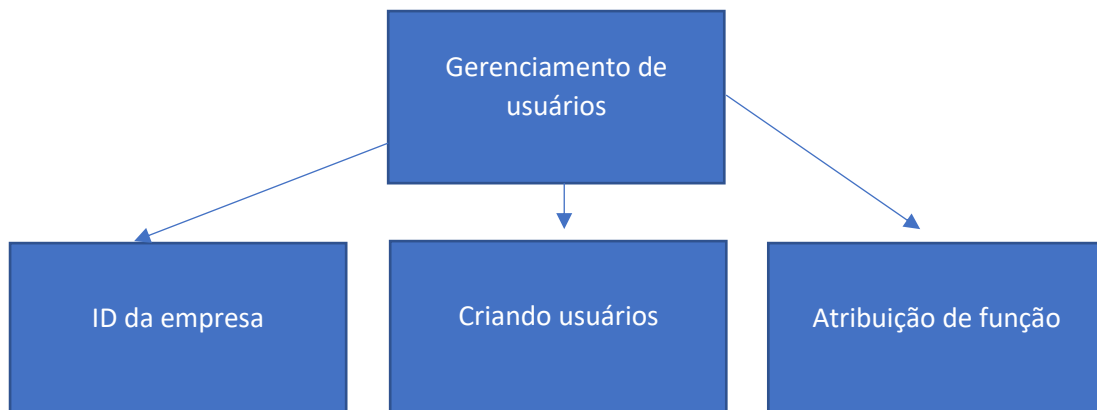 Gerenciamento de
usuários
ID da empresa
Criando usuários
Atribuição de função